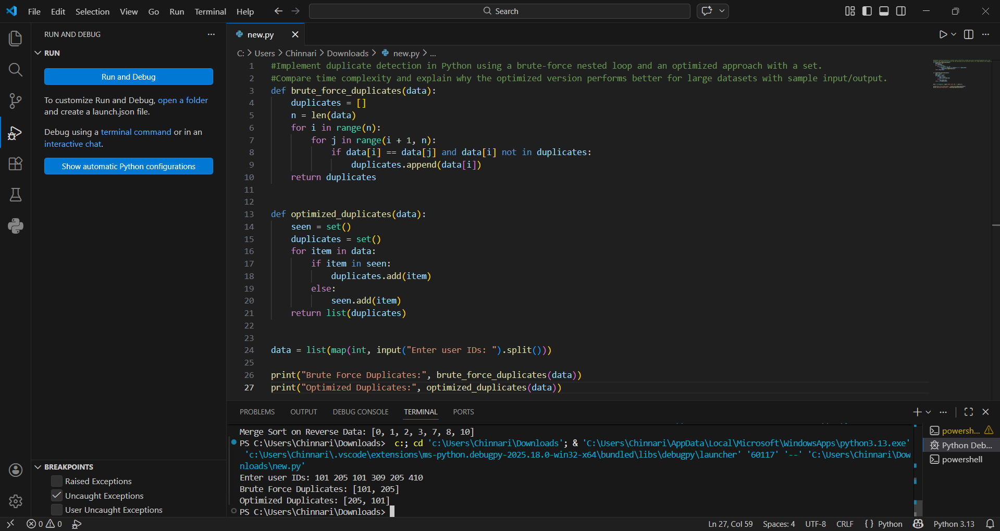 File Edit Selection View Go Run Terminal Help Search
RUN AND DEBUG
RUN
Run and Debug
To customize Run and Debug, open a folder
and create a launch.json file.
Debug using a terminal command or in an
interactive chat.
Show automatic Python configurations
BREAKPOINTS
Raised Exceptions
Uncaught Exceptions
User Uncaught Exceptions
new.py
C: > Users > Chinnari > Downloads > new.py > ...
1 #Implement duplicate detection in Python using a brute-force nested loop and an optimized approach with a set.
2 #Compare time complexity and explain why the optimized version performs better for large datasets with sample input/output.
3 def brute_force_duplicates(data):
4     duplicates = []
5     n = len(data)
6     for i in range(n):
7         for j in range(i + 1, n):
8             if data[i] == data[j] and data[i] not in duplicates:
9                 duplicates.append(data[i])
10     return duplicates
11
12
13 def optimized_duplicates(data):
14     seen = set()
15     duplicates = set()
16     for item in data:
17         if item in seen:
18             duplicates.add(item)
19         else:
20             seen.add(item)
21     return list(duplicates)
22
23
24 data = list(map(int, input("Enter user IDs: ").split()))
25
26 print("Brute Force Duplicates:", brute_force_duplicates(data))
27 print("Optimized Duplicates:", optimized_duplicates(data))
PROBLEMS OUTPUT DEBUG CONSOLE TERMINAL PORTS
Merge Sort on Reverse Data: [0, 1, 2, 3, 7, 8, 10]
PS C:\Users\Chinnari\Downloads>  c:; cd 'c:\Users\Chinnari\Downloads'; & 'C:\Users\Chinnari\AppData\Local\Microsoft\WindowsApps\python3.13.exe'
'c:\Users\Chinnari\.vscode\extensions\ms-python.debugpy-2025.18.0-win32-x64\bundled\libs\debugpy\launcher' '60117' '--' 'C:\Users\Chinnari\Dow
nloads\new.py'
Enter user IDs: 101 205 101 309 205 410
Brute Force Duplicates: [101, 205]
Optimized Duplicates: [205, 101]
PS C:\Users\Chinnari\Downloads>
powersh...
Python Deb...
powershell
0 0 Ln 27, Col 59 Spaces: 4 UTF-8 CRLF {} Python Python 3.13